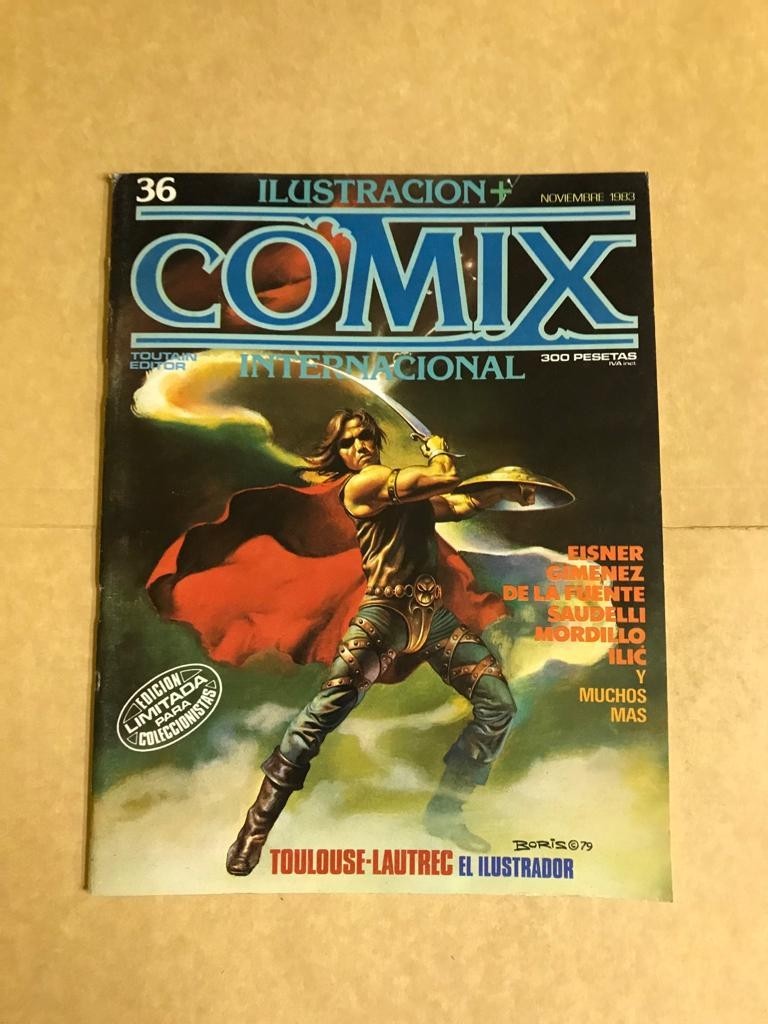 36
ILUSTRACION+
NOVIEMBRE 1983
COMIX
TOUTAIN
EDITOR
INTERNACIONAL
300 PESETAS
IVA incl.
EISNER
GIMENEZ
DE LA FUENTE
SAUDELLI
MORDILLO
ILIĆ
Y
MUCHOS
MAS
EDICION
LIMITADA
PARA
COLECCIONISTAS
BORIS©79
TOULOUSE-LAUTREC EL ILUSTRADOR